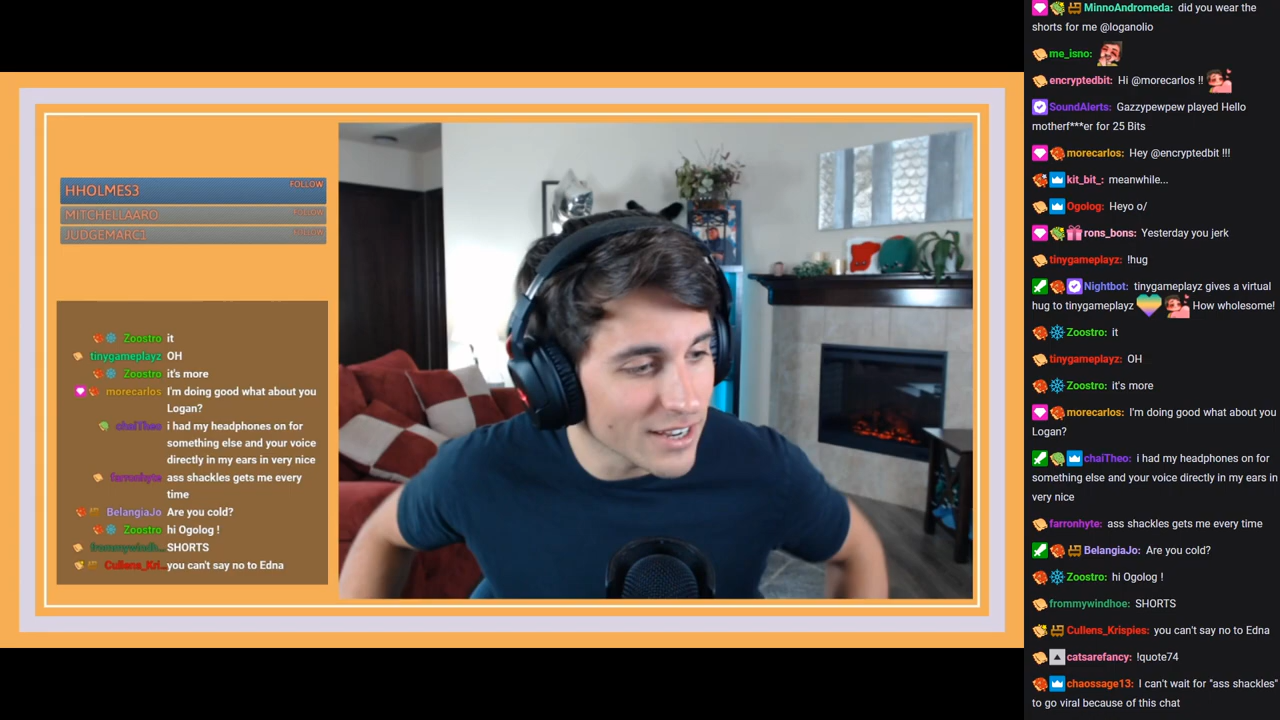 HHOLMES3 FOLLOW
MITCHELLAARO FOLLOW
JUDGEMARC1 FOLLOW
Zoostro it
tinygameplayz OH
Zoostro it's more
morecarlos I'm doing good what about you
Logan?
chaiTheo i had my headphones on for
something else and your voice
directly in my ears in very nice
farronhyte ass shackles gets me every
time
BelangiaJo Are you cold?
Zoostro hi Ogolog !
frommywindh... SHORTS
Cullens_Kri... you can't say no to Edna
MinnoAndromeda: did you wear the
shorts for me @loganolio
me_isno:
encryptedbit: Hi @morecarlos !!
SoundAlerts: Gazzypewpew played Hello
motherf***er for 25 Bits
morecarlos: Hey @encryptedbit !!!
kit_bit_: meanwhile...
Ogolog: Heyo o/
rons_bons: Yesterday you jerk
tinygameplayz: !hug
Nightbot: tinygameplayz gives a virtual
hug to tinygameplayz How wholesome!
Zoostro: it
tinygameplayz: OH
Zoostro: it's more
morecarlos: I'm doing good what about you
Logan?
chaiTheo: i had my headphones on for
something else and your voice directly in my ears in
very nice
farronhyte: ass shackles gets me every time
BelangiaJo: Are you cold?
Zoostro: hi Ogolog !
frommywindhoe: SHORTS
Cullens_Krispies: you can't say no to Edna
catsarefancy: !quote74
chaossage13: I can't wait for "ass shackles"
to go viral because of this chat